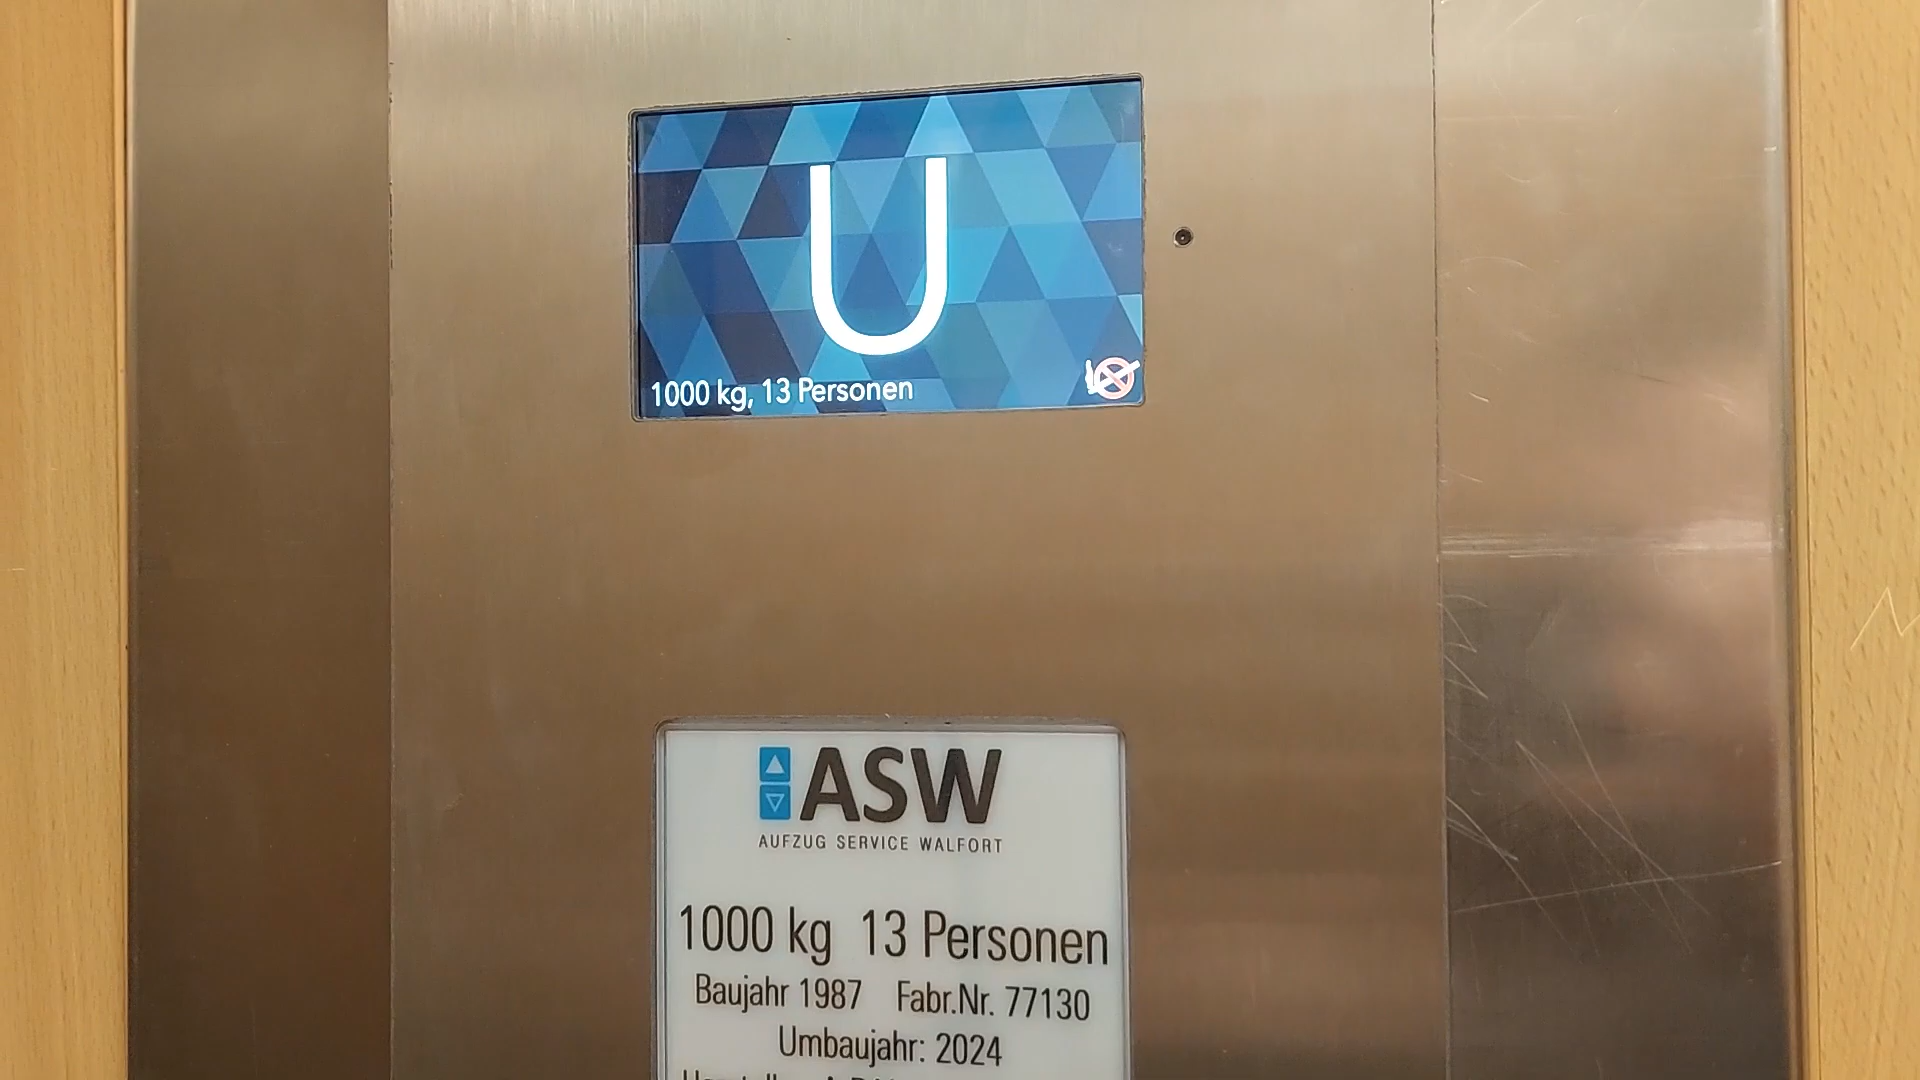 U
1000 kg, 13 Personen
ASW
AUFZUG SERVICE WALFORT
1000 kg 13 Personen
Baujahr 1987 Fabr.Nr. 77130
Umbaujahr: 2024